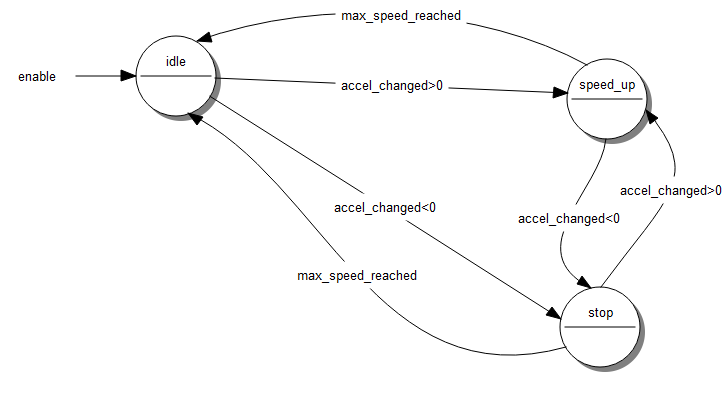 max_speed_reached
idle
enable
accel_changed>0
speed_up
accel_changed>0
accel_changed<0
accel_changed<0
max_speed_reached
stop